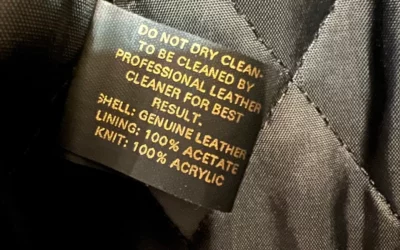 DO NOT DRY CLEAN-
TO BE CLEANED BY
PROFESSIONAL LEATHER
CLEANER FOR BEST
RESULT.
SHELL: GENUINE LEATHER
LINING: 100% ACETATE
KNIT: 100% ACRYLIC